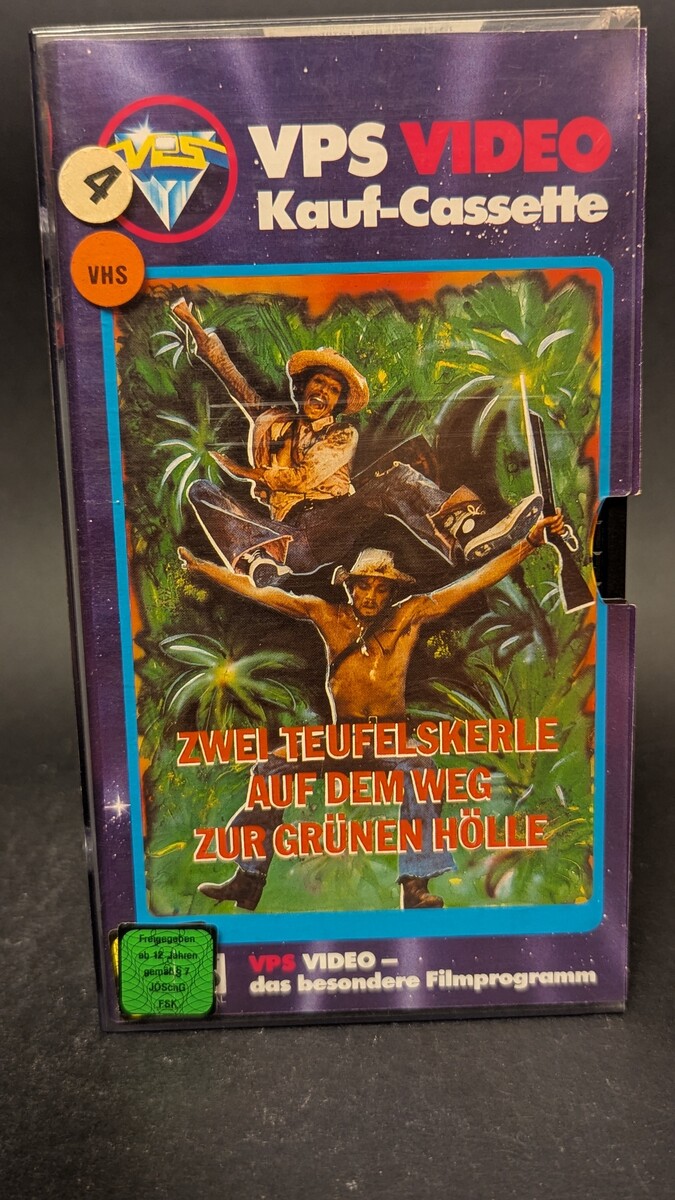 VPS VIDEO
Kauf-Cassette
VPS
4
VHS
ZWEI TEUFELSKERLE
AUF DEM WEG
ZUR GRÜNEN HÖLLE
Freigegeben
ab 12 Jahren
gemäß § 7
JÖSchG
FSK
VPS VIDEO –
das besondere Filmprogramm